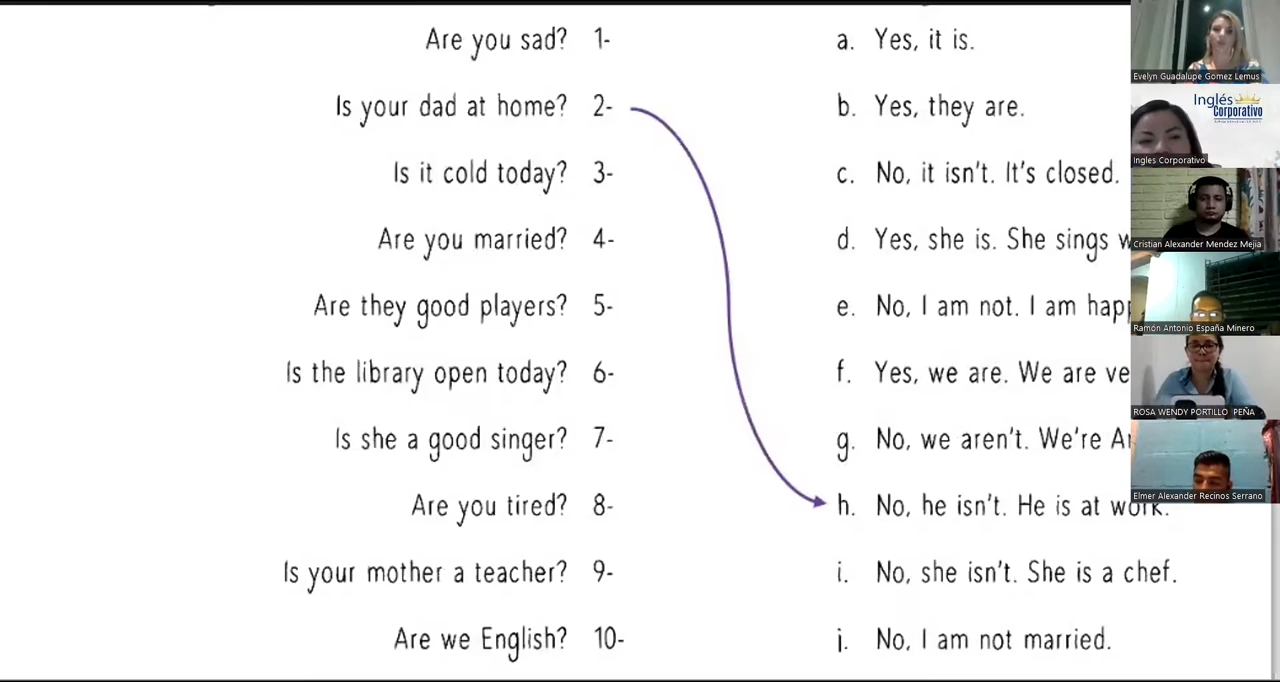 Are you sad? 1- a. Yes, it is.
Is your dad at home? 2- b. Yes, they are.
Is it cold today? 3- c. No, it isn't. It's closed.
Are you married? 4- d. Yes, she is. She sings
Are they good players? 5- e. No, I am not. I am
Is the library open today? 6- f. Yes, we are. We are
Is she a good singer? 7- g. No, we aren't. We're
Are you tired? 8- h. No, he isn't. He is at work.
Is your mother a teacher? 9- i. No, she isn't. She is a chef.
Are we English? 10- j. No, I am not married.
Evelyn Guadalupe Gomez Lemus
Inglés
Corporativo
Ingles Corporativo
Cristian Alexander Mendez Mejia
Ramón Antonio España Minero
ROSA WENDY PORTILLO PEÑA
Elmer Alexander Recinos Serrano